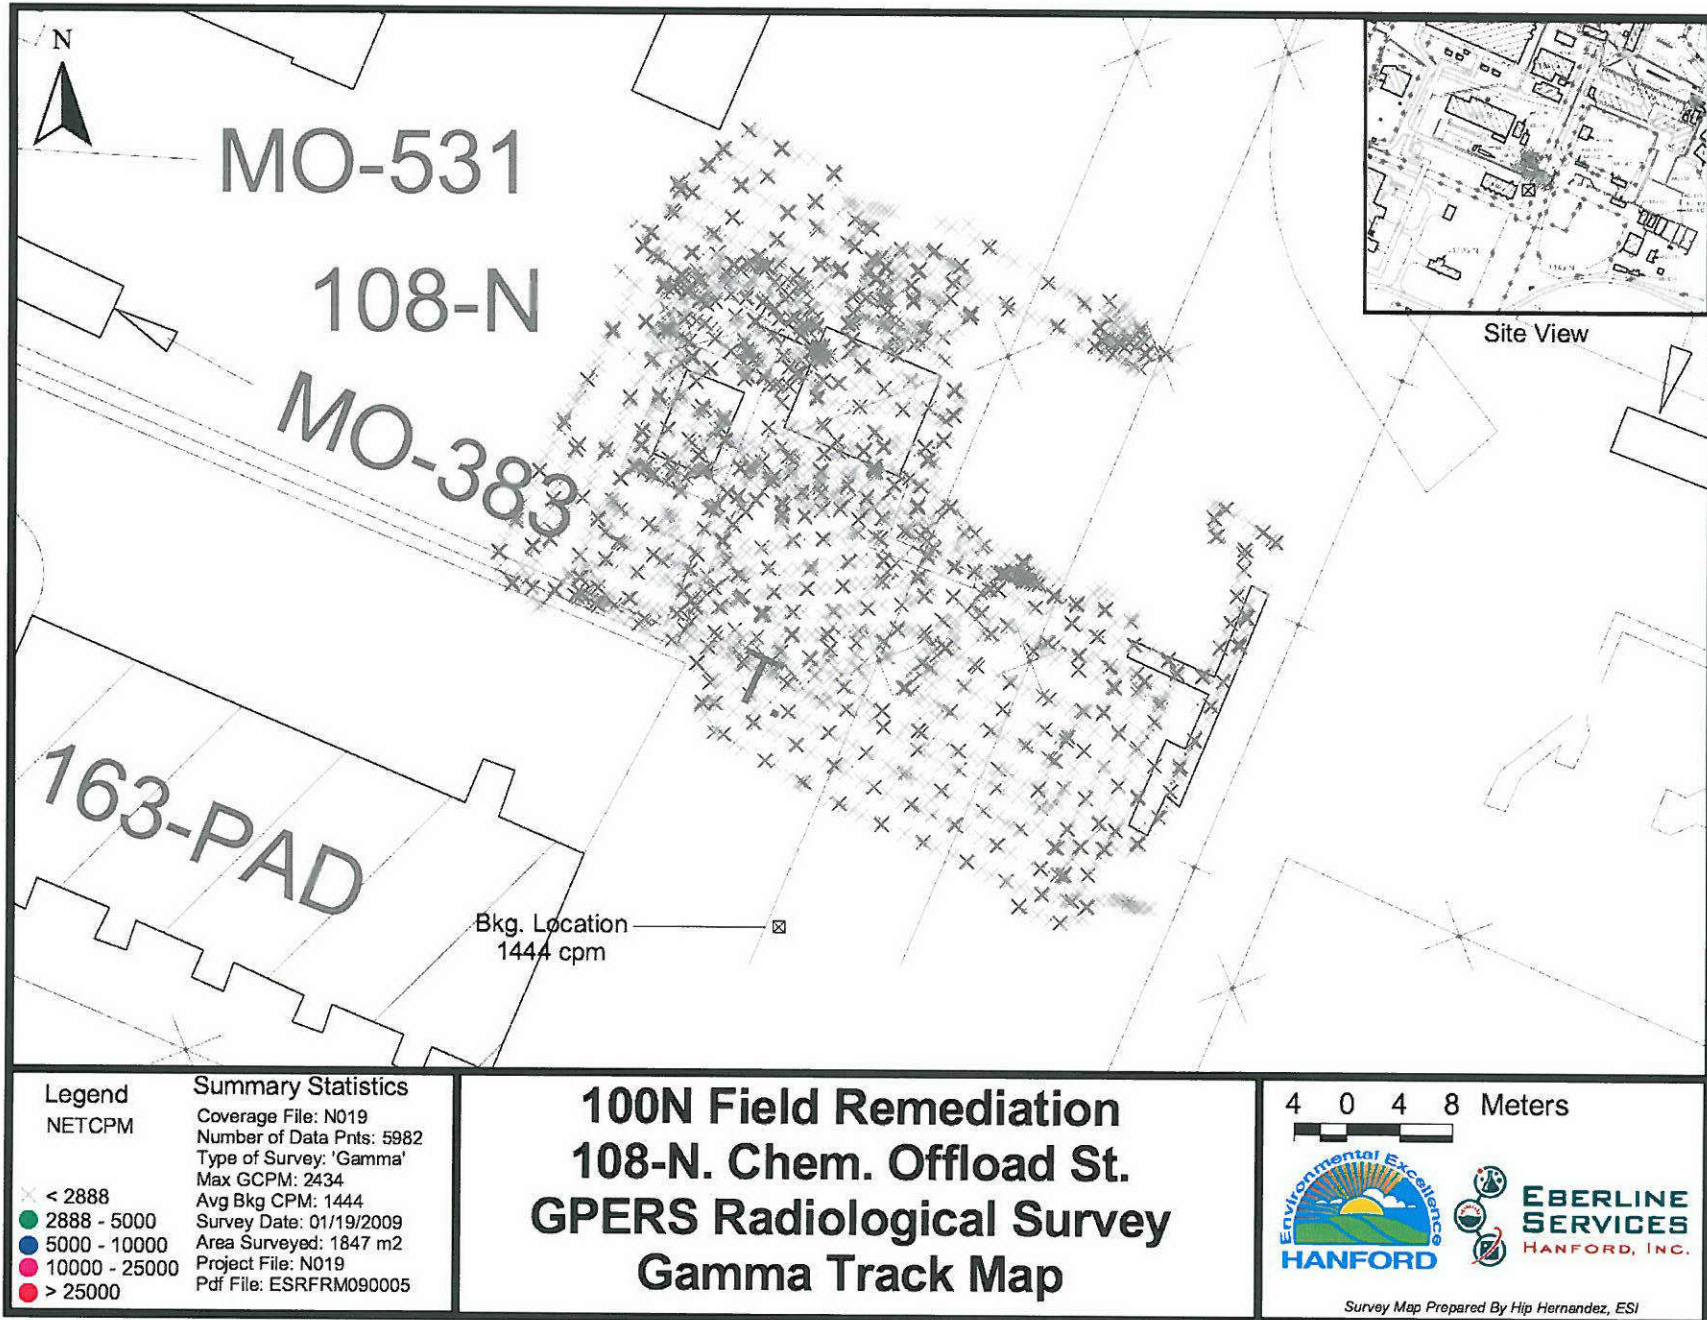 N
MO-531
108-N
MO-383
163-PAD
T.
Bkg. Location
1444 cpm
Site View
Legend
NETCPM
< 2888
2888 - 5000
5000 - 10000
10000 - 25000
> 25000
Summary Statistics
Coverage File: N019
Number of Data Pnts: 5982
Type of Survey: 'Gamma'
Max GCPM: 2434
Avg Bkg CPM: 1444
Survey Date: 01/19/2009
Area Surveyed: 1847 m2
Project File: N019
Pdf File: ESRFRM090005
100N Field Remediation
108-N. Chem. Offload St.
GPERS Radiological Survey
Gamma Track Map
4 0 4 8 Meters
Environmental Excellence
HANFORD
EBERLINE
SERVICES
HANFORD, INC.
Survey Map Prepared By Hip Hernandez, ESI